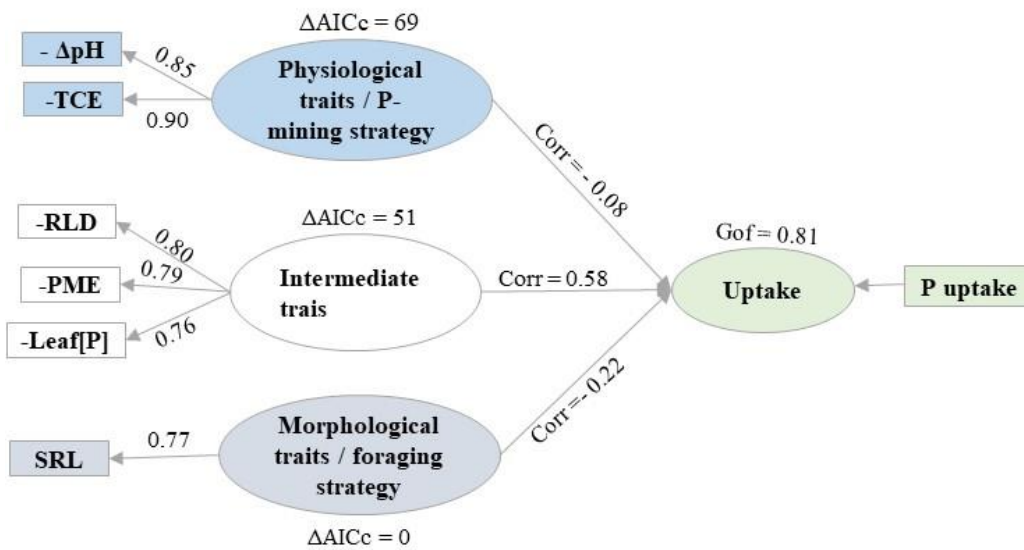 ΔAICc = 69
- ΔpH
0.85
-TCE
0.90
Physiological
traits / P-
mining strategy
Corr= - 0.08
-RLD
0.80
-PME
0.79
-Leaf[P]
0.76
ΔAICc = 51
Intermediate
trais
Corr= 0.58
Gof = 0.81
Uptake
P uptake
SRL
0.77
Morphological
traits / foraging
strategy
Corr=- 0.22
ΔAICc = 0